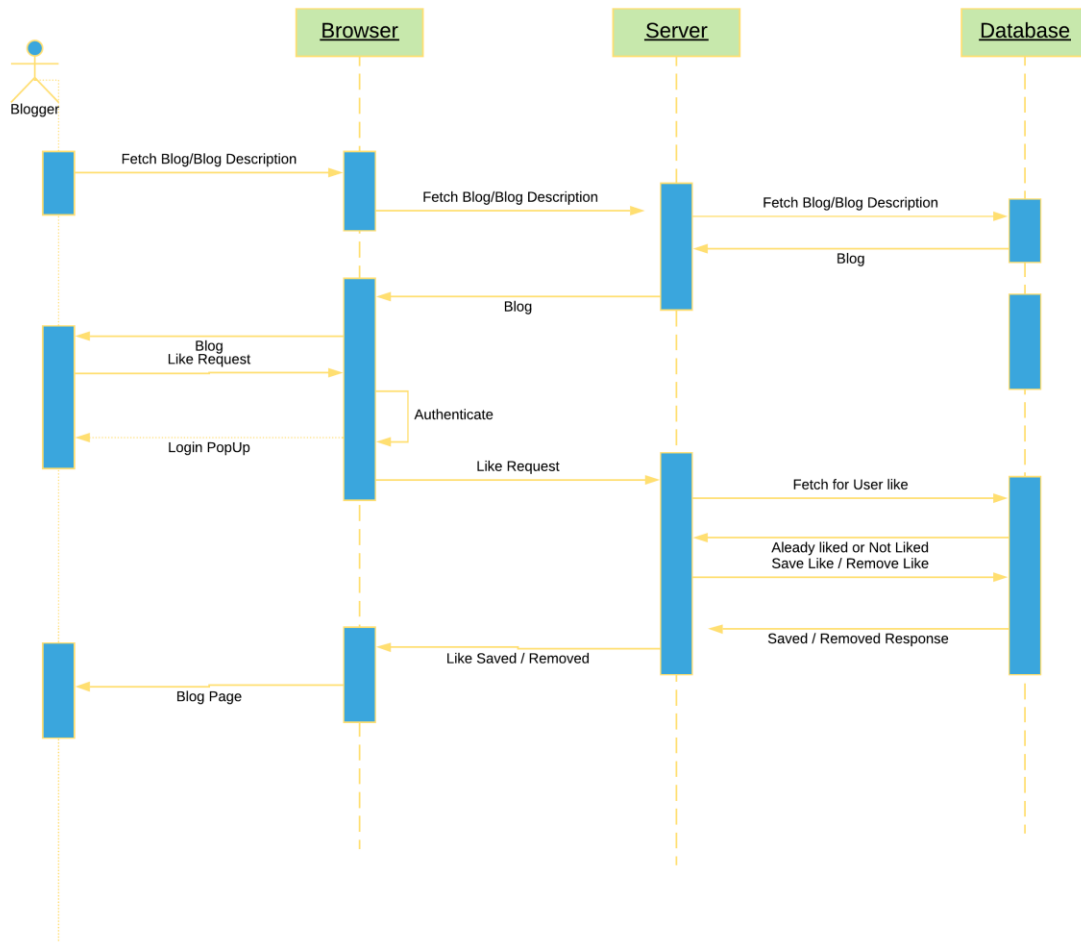 Browser
Server
Database
Blogger
Fetch Blog/Blog Description
Fetch Blog/Blog Description
Fetch Blog/Blog Description
Blog
Blog
Blog
Like Request
Authenticate
Login PopUp
Like Request
Fetch for User like
Aleady liked or Not Liked
Save Like / Remove Like
Saved / Removed Response
Like Saved / Removed
Blog Page